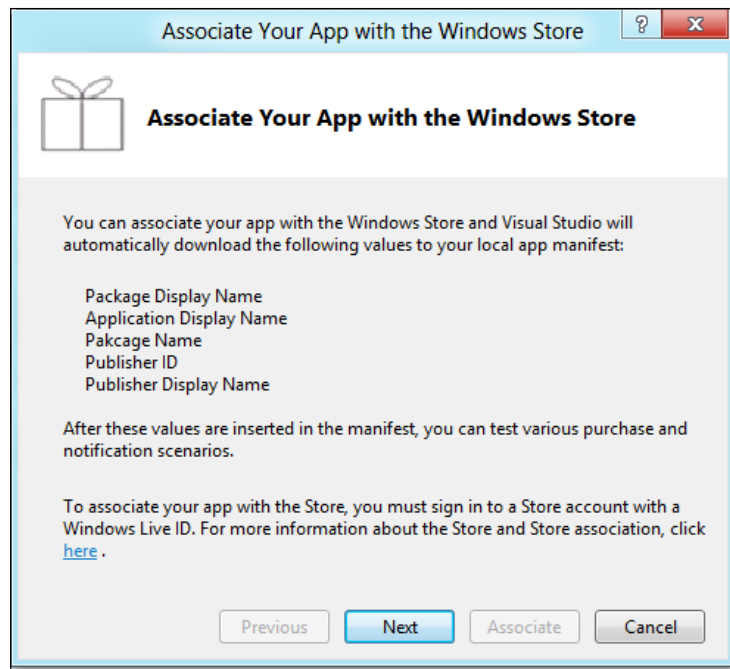 Associate Your App with the Windows Store
?
x
Associate Your App with the Windows Store
You can associate your app with the Windows Store and Visual Studio will
automatically download the following values to your local app manifest:
Package Display Name
Application Display Name
Pakcage Name
Publisher ID
Publisher Display Name
After these values are inserted in the manifest, you can test various purchase and
notification scenarios.
To associate your app with the Store, you must sign in to a Store account with a
Windows Live ID. For more information about the Store and Store association, click
here .
Previous Next Associate Cancel